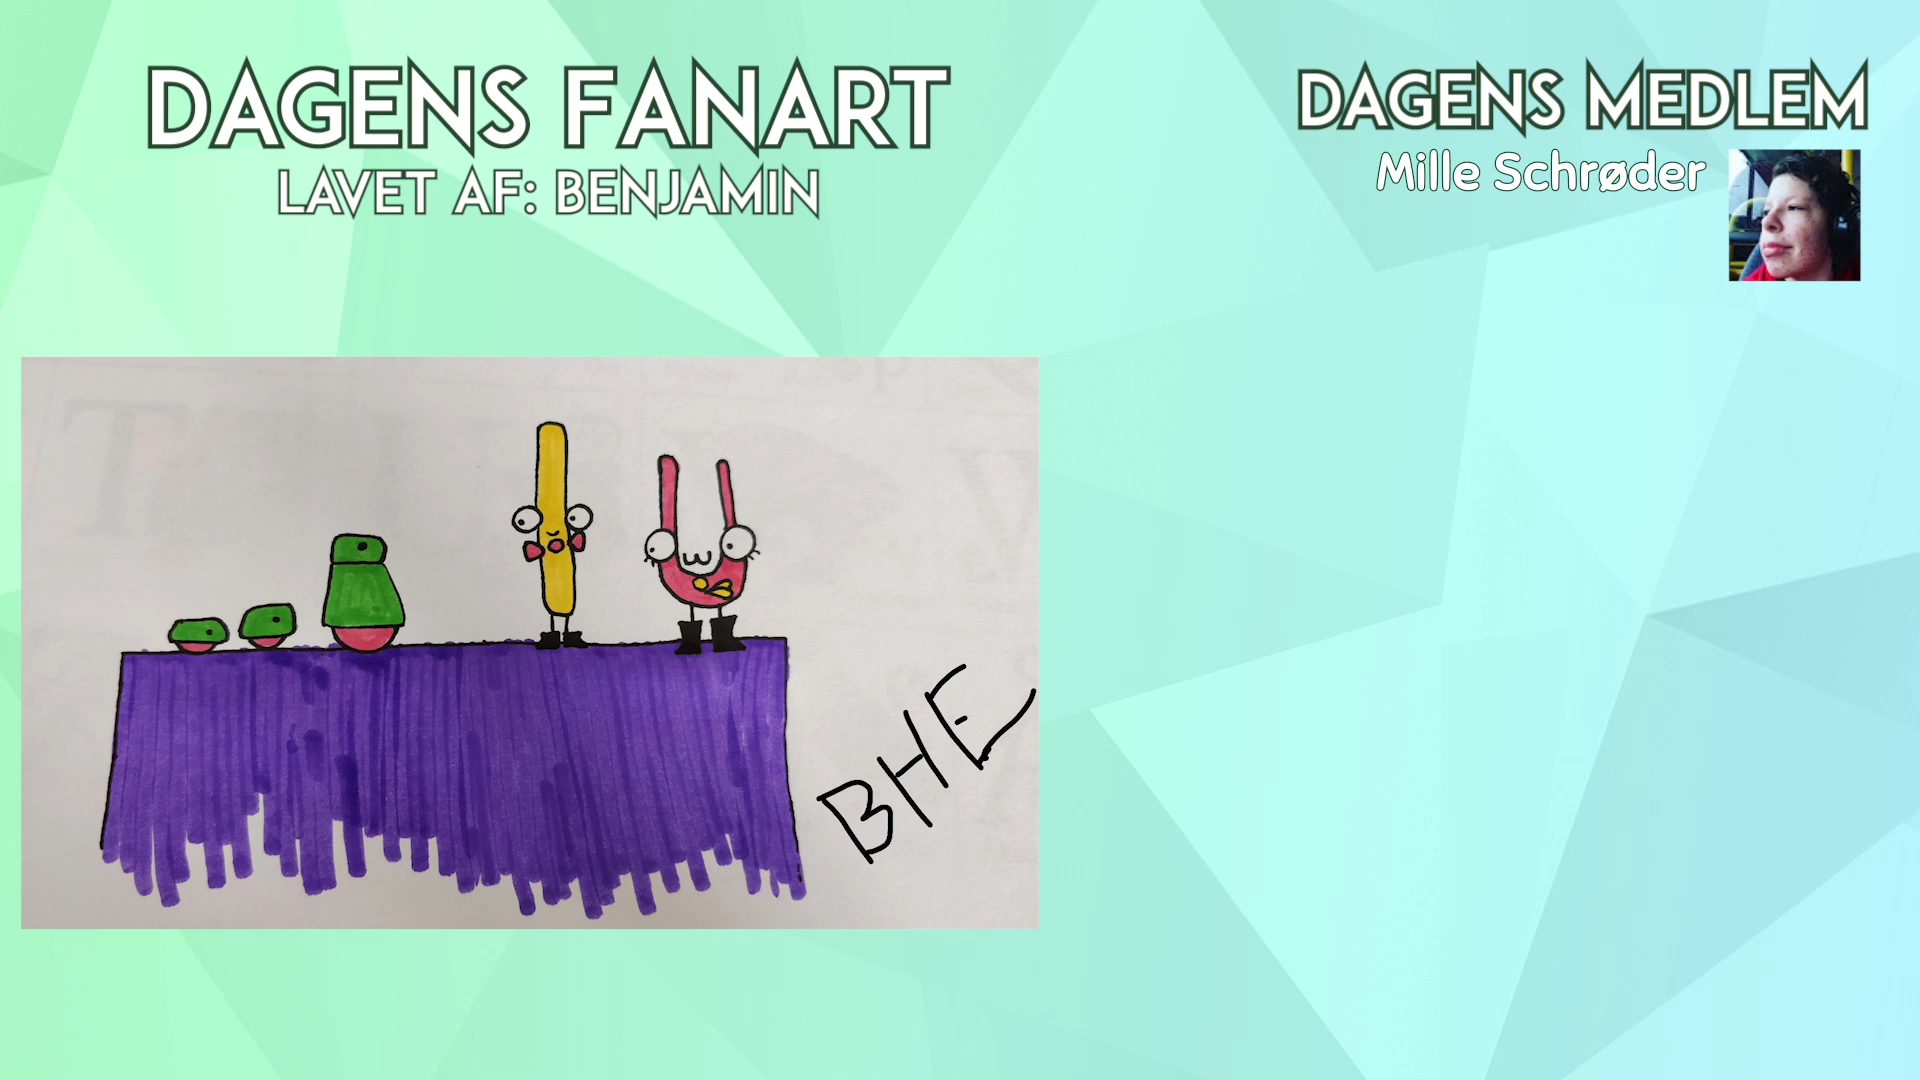 DAGENS FANART
LAVET AF: BENJAMIN
DAGENS MEDLEM
Mille Schrøder
BHE